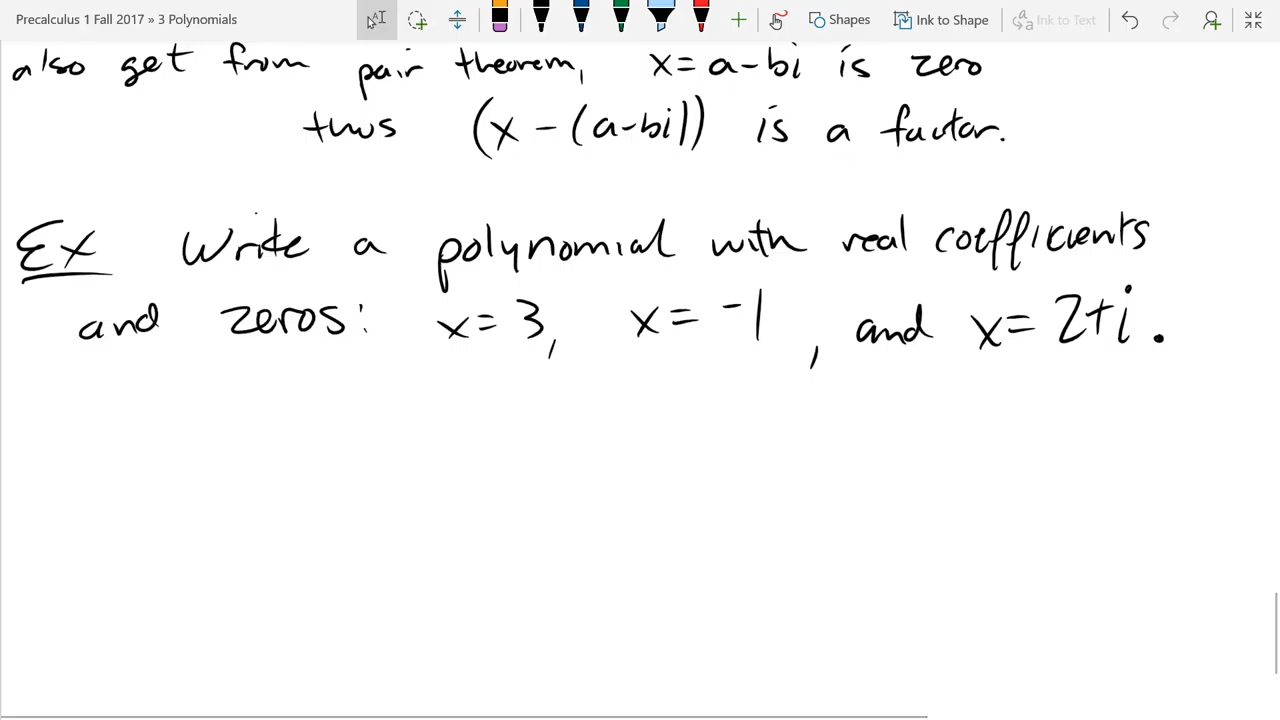 Precalculus 1 Fall 2017 » 3 Polynomials
Shapes
Ink to Shape
Ink to Text
also get from pair theorem, x=a-bi is zero
thus (x-(a-bi)) is a factor.
Ex Write a polynomial with real coefficients
and zeros: x=3, x=-1, and x=2+i.